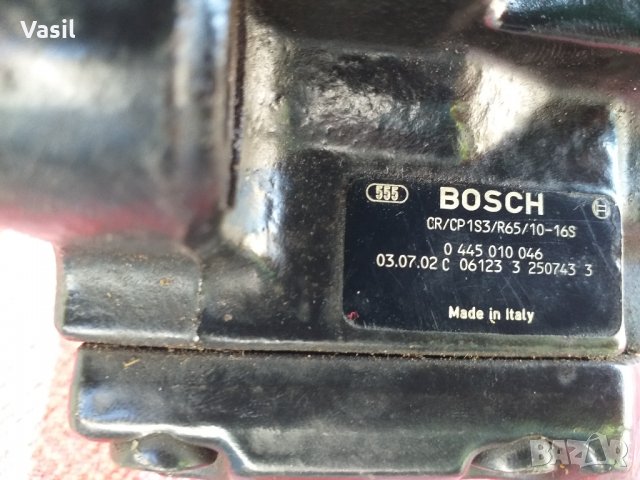 Vasil
555 BOSCH
CR/CP1S3/R65/10-16S
0 445 010 046
03.07.02 C 06123 3 250743 3
Made in Italy
BAZAR